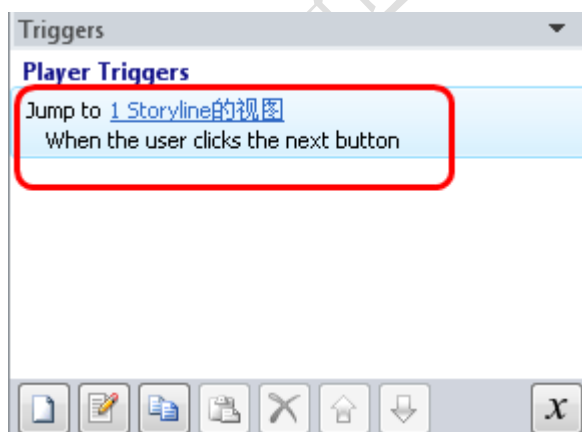 Triggers
Player Triggers
Jump to 1 Storyline的视图
When the user clicks the next button
x